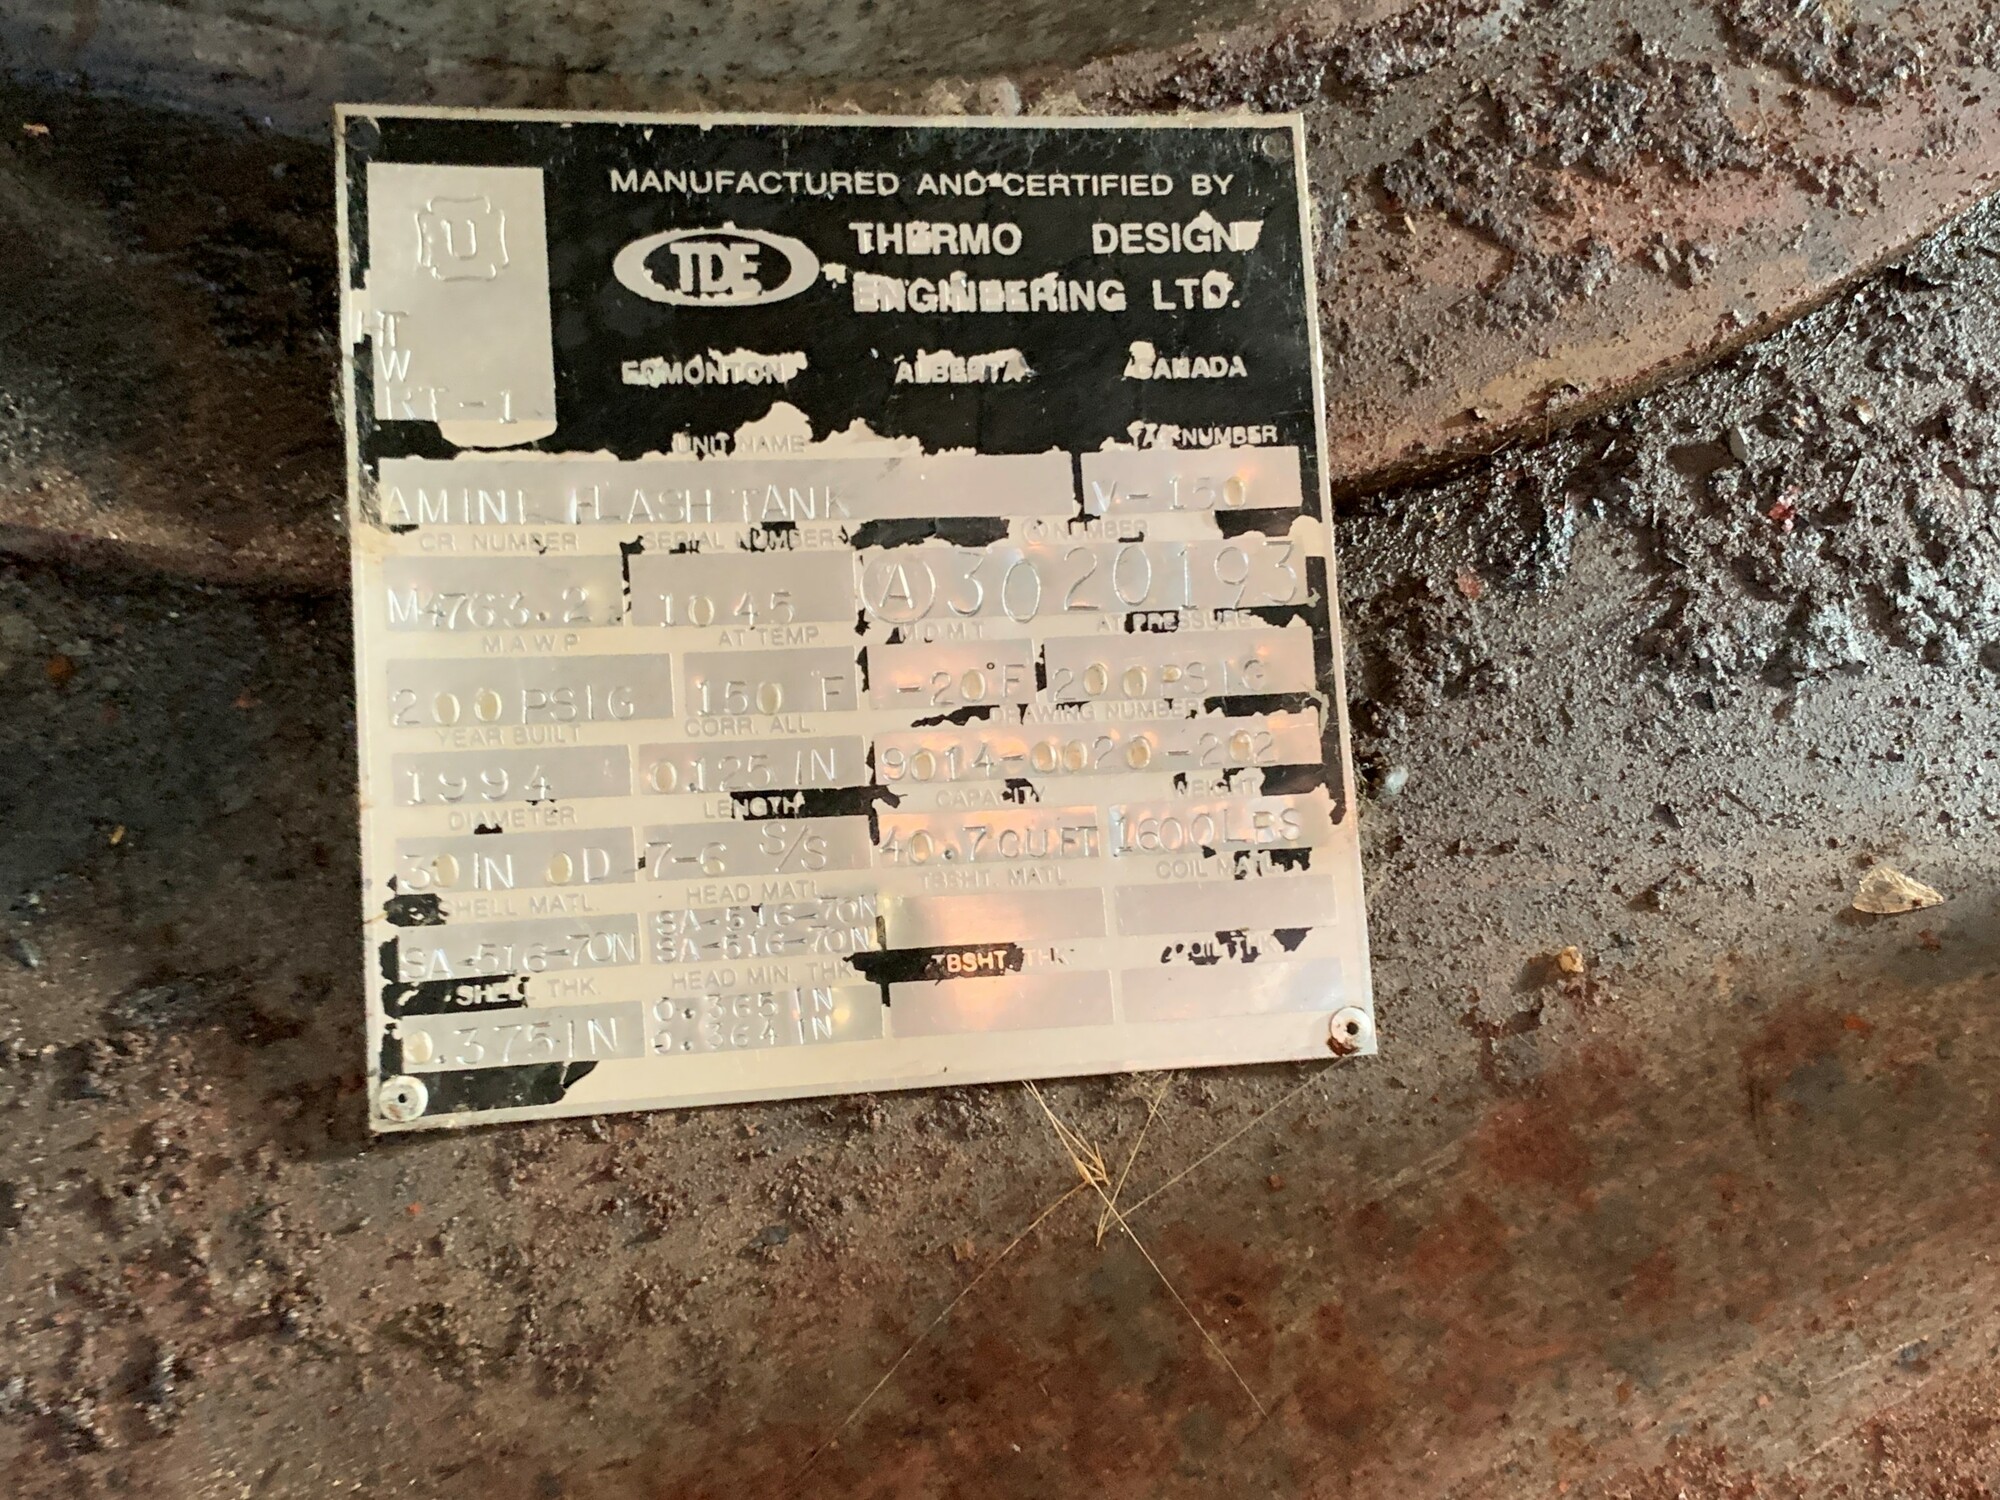 MANUFACTURED AND CERTIFIED BY
U
TDE
THERMO DESIGN
ENGINEERING LTD.
HT
W
RT-1
EDMONTON ALBERTA CANADA
UNIT NAME TAG NUMBER
AMINE FLASH TANK V-150
CR NUMBER SERIAL NUMBER A NUMBER
M4763.2 1045 A 3020193
M.A.W.P. AT TEMP M.D.M.T. AT PRESSURE
200 PSIG 150 F -20°F 200 PSIG
YEAR BUILT CORR. ALL. DRAWING NUMBER
1994 0.125 IN 9014-0020-202
DIAMETER LENGTH CAPACITY WEIGHT
30 IN OD 7-6 S/S 40.7 CU FT 1600 LBS
SHELL MATL. HEAD MATL. TBSHT. MATL. COIL MATL.
SA-516-70N SA-516-70N
SA-516-70N
SHELL THK. HEAD MIN. THK. TBSHT. THK. COIL THK.
0.375 IN 0.365 IN
0.364 IN